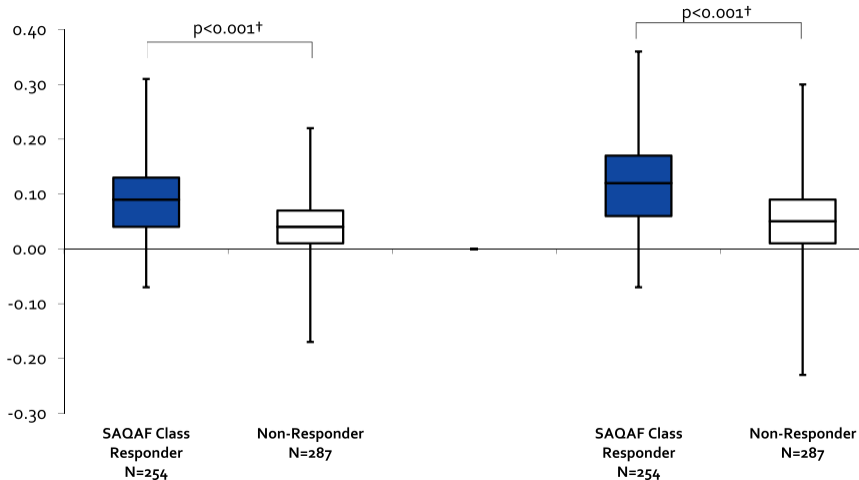 p<0.001†
p<0.001†
0.40
0.30
0.20
0.10
0.00
-0.10
-0.20
-0.30
SAQAF Class
Responder
N=254
Non-Responder
N=287
SAQAF Class
Responder
N=254
Non-Responder
N=287